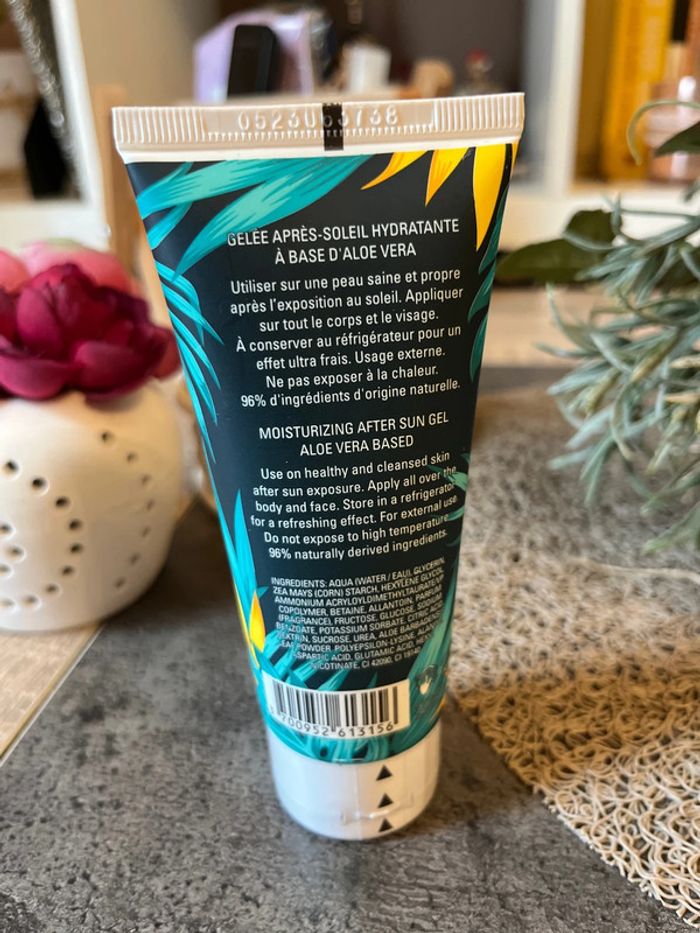 GELÉE APRÈS-SOLEIL HYDRATANTE
À BASE D'ALOE VERA
Utiliser sur une peau saine et propre
après l'exposition au soleil. Appliquer
sur tout le corps et le visage.
À conserver au réfrigérateur pour un
effet ultra frais. Usage externe.
Ne pas exposer à la chaleur.
96% d'ingrédients d'origine naturelle.
MOISTURIZING AFTER SUN GEL
ALOE VERA BASED
Use on healthy and cleansed skin
after sun exposure. Apply all over the
body and face. Store in a refrigerator
for a refreshing effect. For external use.
Do not expose to high temperature.
96% naturally derived ingredients.
INGREDIENTS: AQUA (WATER / EAU), GLYCERIN,
ZEA MAYS (CORN) STARCH, HEXYLENE GLYCOL,
AMMONIUM ACRYLOYLDIMETHYLTAURATE/VP
COPOLYMER, BETAINE, ALLANTOIN, PARFUM
(FRAGRANCE), FRUCTOSE, GLUCOSE, SODIUM
BENZOATE, POTASSIUM SORBATE, CITRIC ACID,
DEXTRIN, SUCROSE, UREA, ALOE BARBADENSIS
LEAF POWDER, POLYEPSILON-LYSINE,
ASPARTIC ACID, GLUTAMIC ACID,
NICOTINATE, CI 42090, CI
3 700952 613156